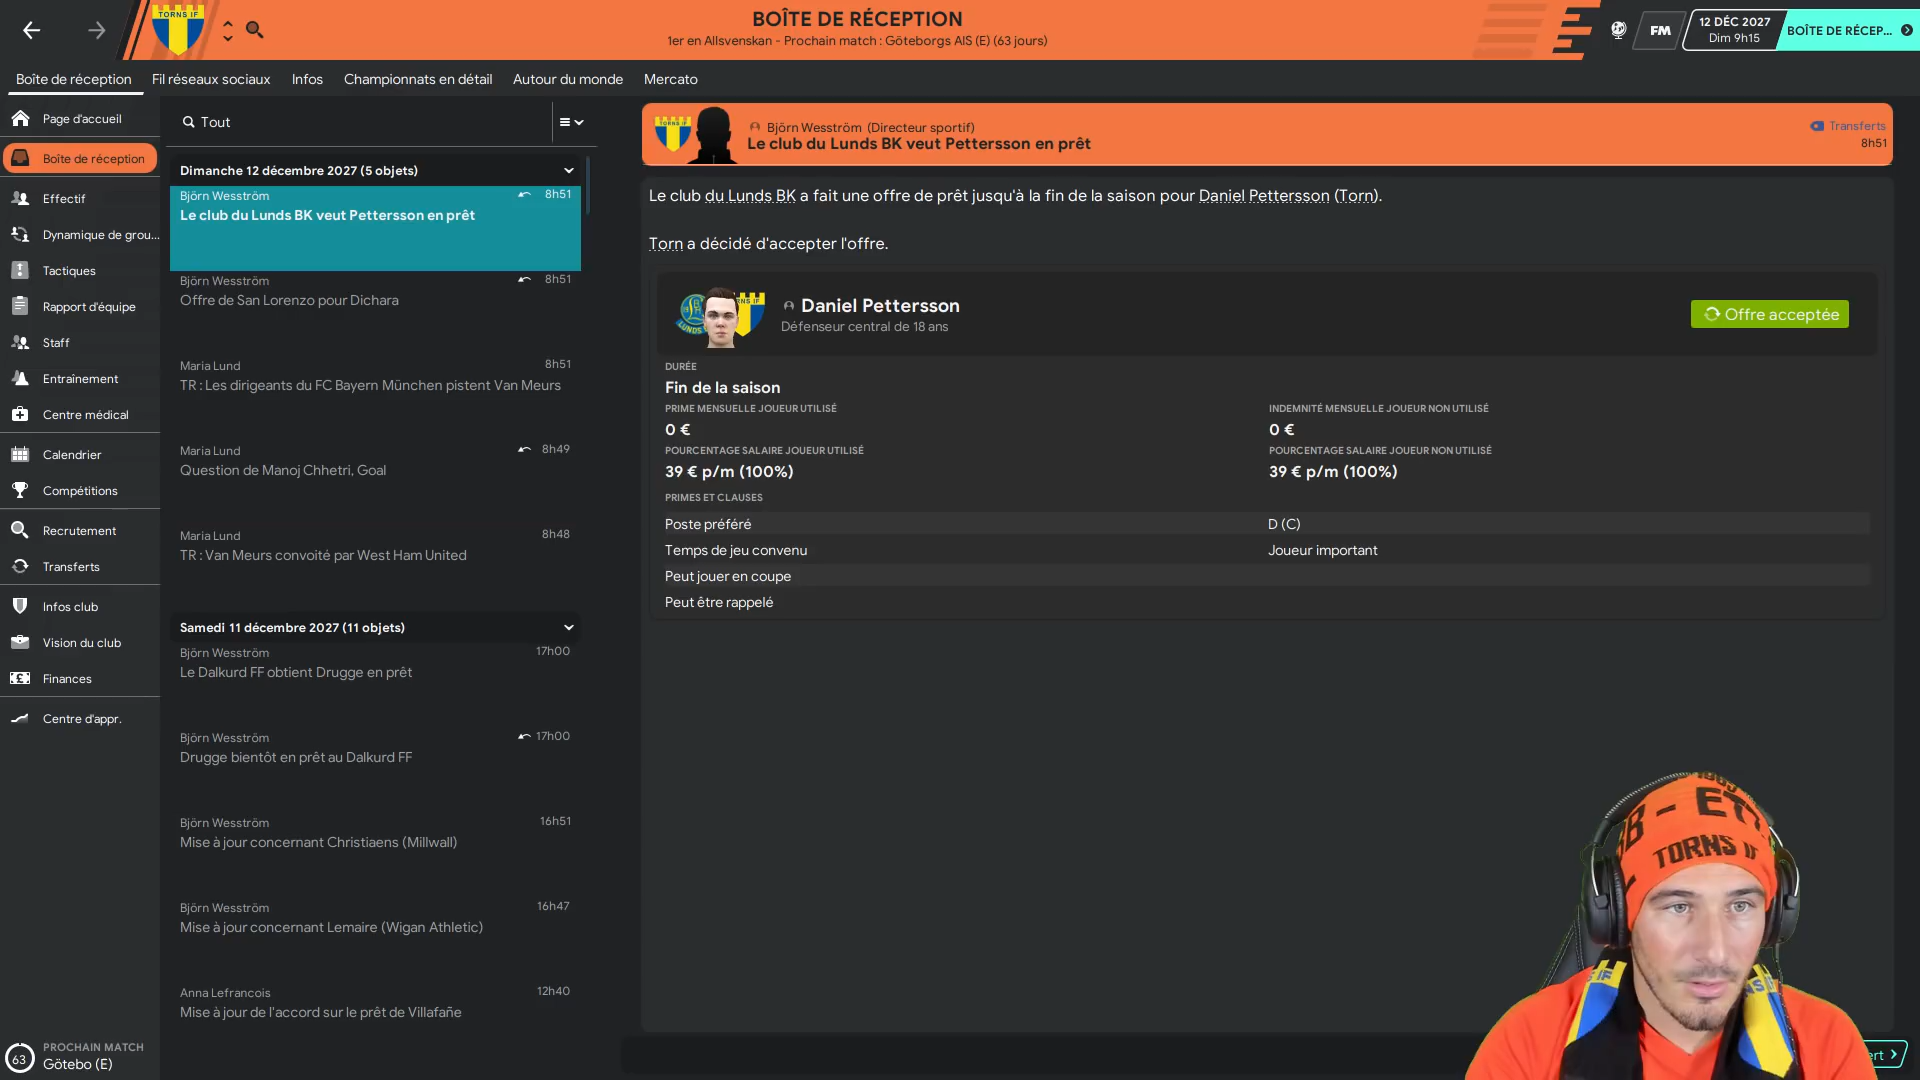 TORNS IF
BOÎTE DE RÉCEPTION
1er en Allsvenskan - Prochain match : Göteborgs AIS (E) (63 jours)
FM
12 DÉC 2027
Dim 9h15
BOÎTE DE RÉCEP...
Boîte de réception
Fil réseaux sociaux
Infos
Championnats en détail
Autour du monde
Mercato
Page d'accueil
Boîte de réception
Effectif
Dynamique de grou...
Tactiques
Rapport d'équipe
Staff
Entraînement
Centre médical
Calendrier
Compétitions
Recrutement
Transferts
Infos club
Vision du club
Finances
Centre d'appr.
63
PROCHAIN MATCH
Götebo (E)
Tout
Dimanche 12 décembre 2027 (5 objets)
Björn Wesström 8h51
Le club du Lunds BK veut Pettersson en prêt
Björn Wesström 8h51
Offre de San Lorenzo pour Dichara
Maria Lund 8h51
TR : Les dirigeants du FC Bayern München pistent Van Meurs
Maria Lund 8h49
Question de Manoj Chhetri, Goal
Maria Lund 8h48
TR : Van Meurs convoité par West Ham United
Samedi 11 décembre 2027 (11 objets)
Björn Wesström 17h00
Le Dalkurd FF obtient Drugge en prêt
Björn Wesström 17h00
Drugge bientôt en prêt au Dalkurd FF
Björn Wesström 16h51
Mise à jour concernant Christiaens (Millwall)
Björn Wesström 16h47
Mise à jour concernant Lemaire (Wigan Athletic)
Anna Lefrancois 12h40
Mise à jour de l'accord sur le prêt de Villafañe
TORNS IF
Björn Wesström (Directeur sportif)
Le club du Lunds BK veut Pettersson en prêt
Transferts
8h51
Le club du Lunds BK a fait une offre de prêt jusqu'à la fin de la saison pour Daniel Pettersson (Torn).
Torn a décidé d'accepter l'offre.
Daniel Pettersson
Défenseur central de 18 ans
Offre acceptée
DURÉE
Fin de la saison
PRIME MENSUELLE JOUEUR UTILISÉ
0 €
INDEMNITÉ MENSUELLE JOUEUR NON UTILISÉ
0 €
POURCENTAGE SALAIRE JOUEUR UTILISÉ
39 € p/m (100%)
POURCENTAGE SALAIRE JOUEUR NON UTILISÉ
39 € p/m (100%)
PRIMES ET CLAUSES
Poste préféré D (C)
Temps de jeu convenu Joueur important
Peut jouer en coupe
Peut être rappelé
TORNS IF